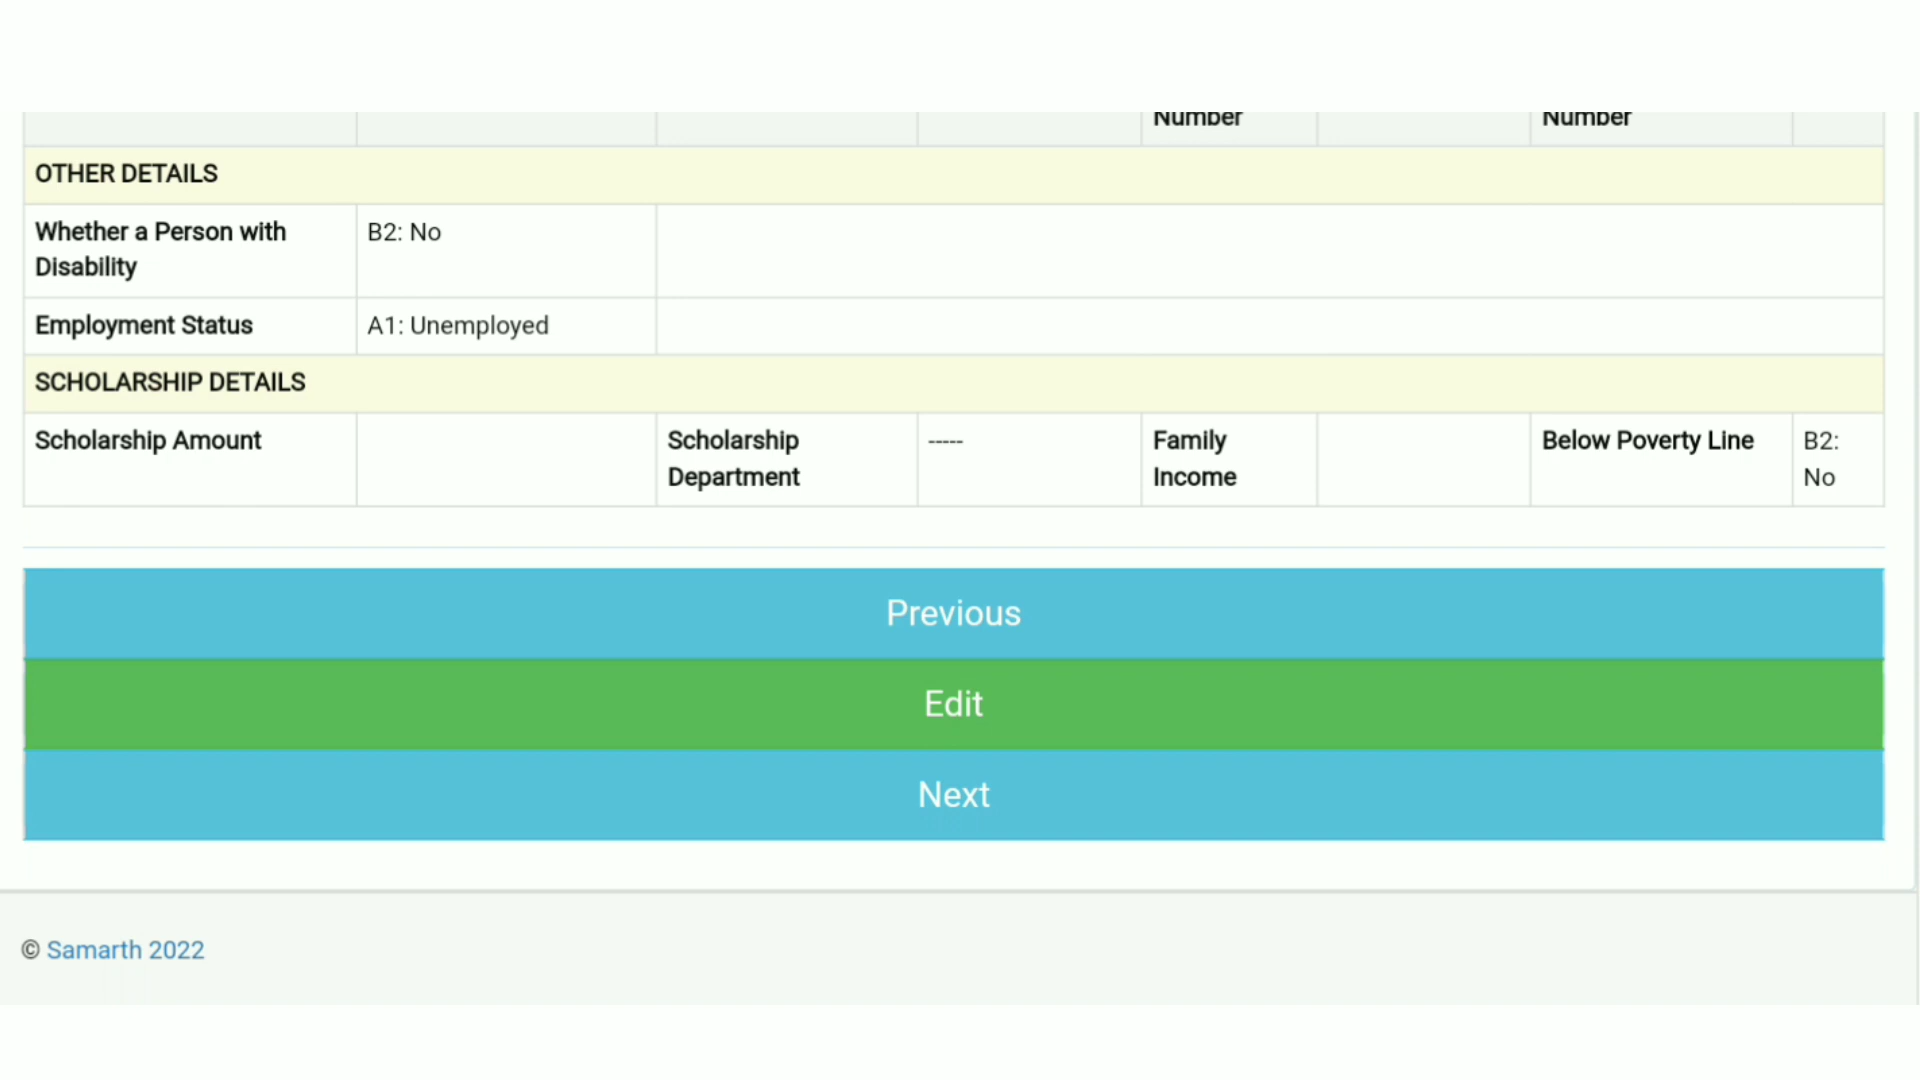 Number Number
OTHER DETAILS
Whether a Person with B2: No
Disability
Employment Status A1: Unemployed
SCHOLARSHIP DETAILS
Scholarship Amount Scholarship ----- Family Below Poverty Line B2:
Department Income No
Previous
Edit
Next
© Samarth 2022